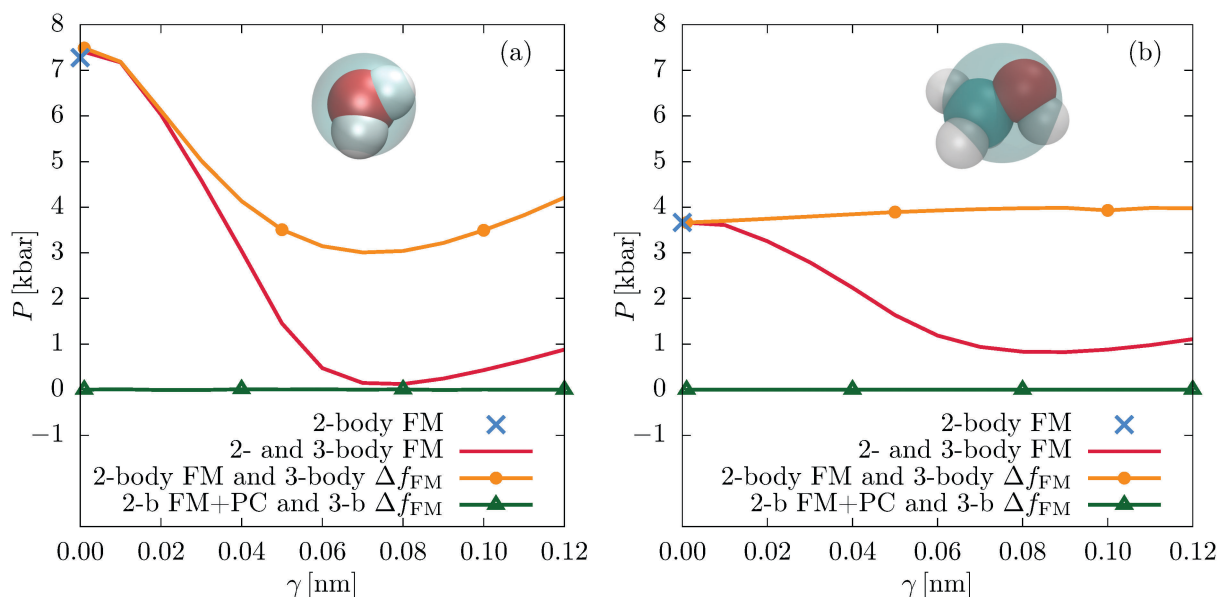 (a)
8
7
6
5
4
3
2
1
0
−1
P [kbar]
2-body FM
2- and 3-body FM
2-body FM and 3-body Δf_FM
2-b FM+PC and 3-b Δf_FM
0.00 0.02 0.04 0.06 0.08 0.10 0.12
γ [nm]
(b)
8
7
6
5
4
3
2
1
0
−1
P [kbar]
2-body FM
2- and 3-body FM
2-body FM and 3-body Δf_FM
2-b FM+PC and 3-b Δf_FM
0.00 0.02 0.04 0.06 0.08 0.10 0.12
γ [nm]